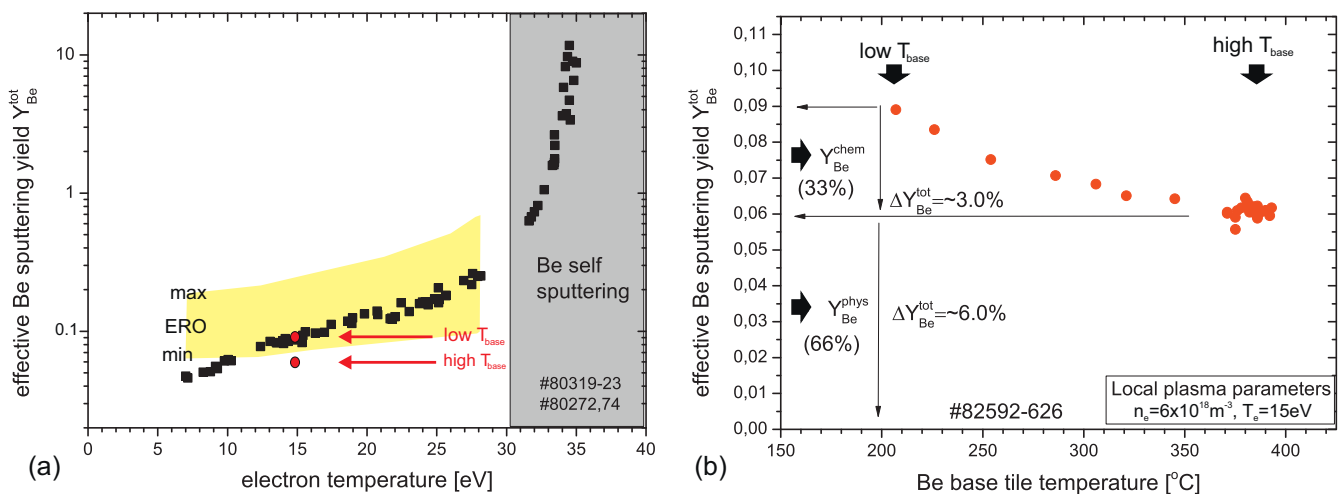 10
1
0.1
effective Be sputtering yield Y_Be^tot
max
ERO
min
Be self
sputtering
low T_base
high T_base
#80319-23
#80272,74
0 5 10 15 20 25 30 35 40
(a)
electron temperature [eV]
0,11
0,10
0,09
0,08
0,07
0,06
0,05
0,04
0,03
0,02
0,01
0,00
effective Be sputtering yield Y_Be^tot
low T_base
high T_base
Y_Be^chem
(33%)
ΔY_Be^tot=~3.0%
Y_Be^phys
(66%)
ΔY_Be^tot=~6.0%
#82592-626
Local plasma parameters
n_e=6x10^18m^-3, T_e=15eV
150 200 250 300 350 400
(b)
Be base tile temperature [°C]